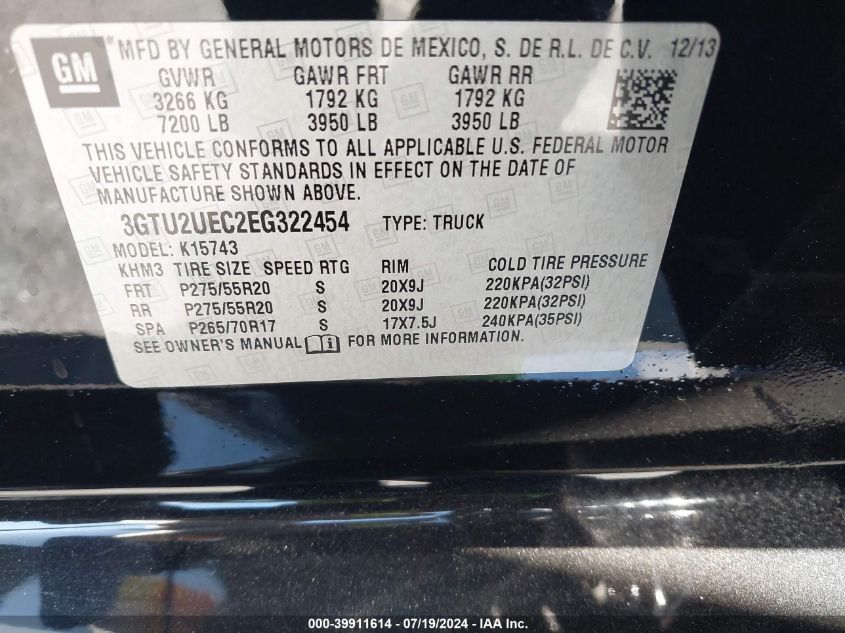 GM
*MFD BY GENERAL MOTORS DE MEXICO, S. DE R.L. DE C.V. 12/13
GVWR GAWR FRT GAWR RR
3266 KG 1792 KG 1792 KG
7200 LB 3950 LB 3950 LB
THIS VEHICLE CONFORMS TO ALL APPLICABLE U.S. FEDERAL MOTOR
VEHICLE SAFETY STANDARDS IN EFFECT ON THE DATE OF
MANUFACTURE SHOWN ABOVE.
3GTU2UEC2EG322454 TYPE: TRUCK
MODEL: K15743
KHM3 TIRE SIZE SPEED RTG RIM COLD TIRE PRESSURE
FRT P275/55R20 S 20X9J 220KPA(32PSI)
RR P275/55R20 S 20X9J 220KPA(32PSI)
SPA P265/70R17 S 17X7.5J 240KPA(35PSI)
SEE OWNER'S MANUAL FOR MORE INFORMATION.
000-39911614 - 07/19/2024 - www.iaai.com